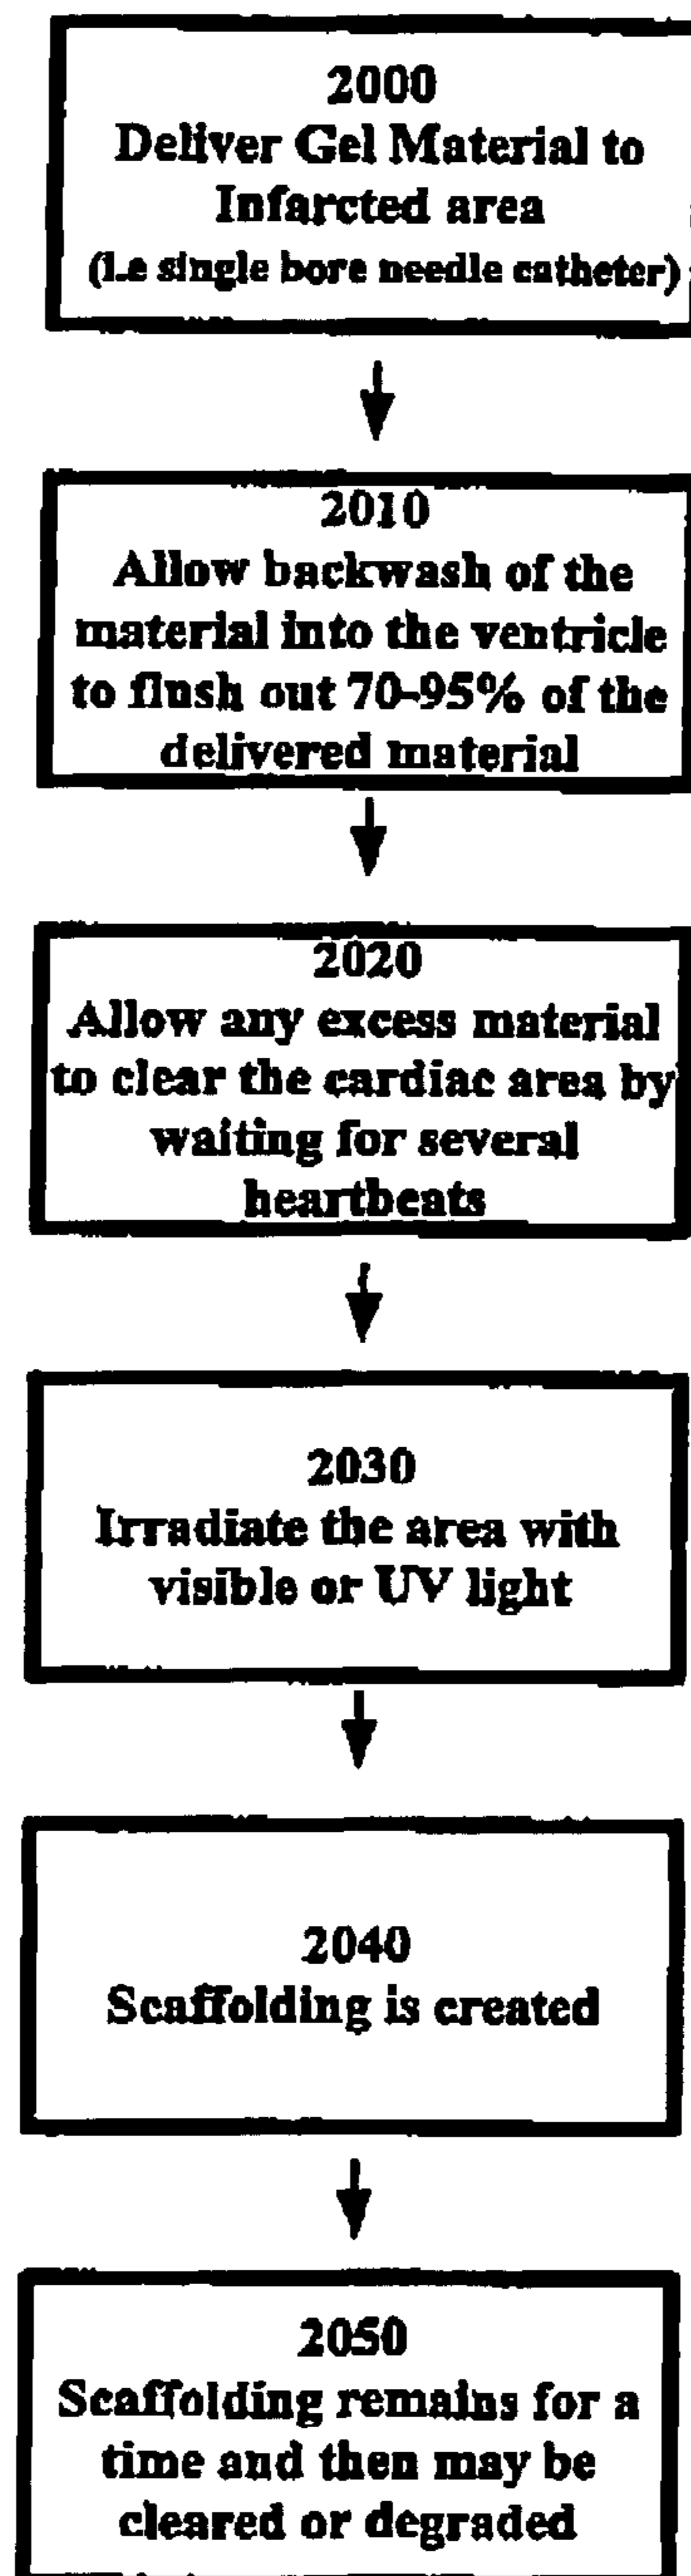 2000
Deliver Gel Material to
Infarcted area
(i.e single bore needle catheter)
2010
Allow backwash of the
material into the ventricle
to flush out 70-95% of the
delivered material
2020
Allow any excess material
to clear the cardiac area by
waiting for several
heartbeats
2030
Irradiate the area with
visible or UV light
2040
Scaffolding is created
2050
Scaffolding remains for a
time and then may be
cleared or degraded